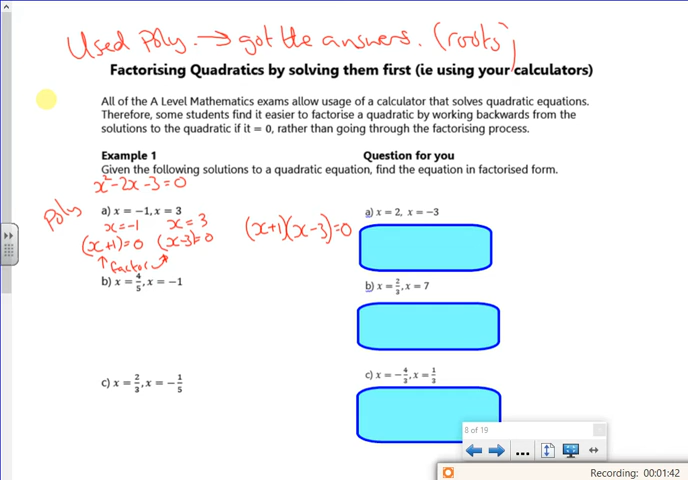 Used Poly. → got the answers. (roots)
Factorising Quadratics by solving them first (ie using your calculators)
All of the A Level Mathematics exams allow usage of a calculator that solves quadratic equations.
Therefore, some students find it easier to factorise a quadratic by working backwards from the
solutions to the quadratic if it = 0, rather than going through the factorising process.
Example 1
Given the following solutions to a quadratic equation, find the equation in factorised form.
x² - 2x - 3 = 0
Poly
a) x = −1, x = 3
x = -1 x = 3
(x+1) = 0 (x-3) = 0
(x+1)(x-3) = 0
↑ factor ↗
b) x = 4/5, x = −1
c) x = 2/3, x = − 1/5
Question for you
a) x = 2, x = −3
b) x = 2/3, x = 7
c) x = − 4/3, x = 1/3
8 of 19
...
Recording: 00:01:42